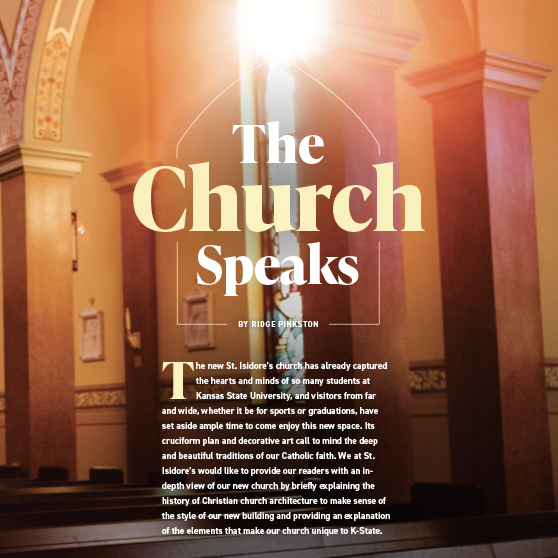 The
Church
Speaks
BY RIDGE PINKSTON
The new St. Isidore's church has already captured
the hearts and minds of so many students at
Kansas State University, and visitors from far
and wide, whether it be for sports or graduations, have
set aside ample time to come enjoy this new space. Its
cruciform plan and decorative art call to mind the deep
and beautiful traditions of our Catholic faith. We at St.
Isidore's would like to provide our readers with an in-
depth view of our new church by briefly explaining the
history of Christian church architecture to make sense of
the style of our new building and providing an explanation
of the elements that make our church unique to K-State.